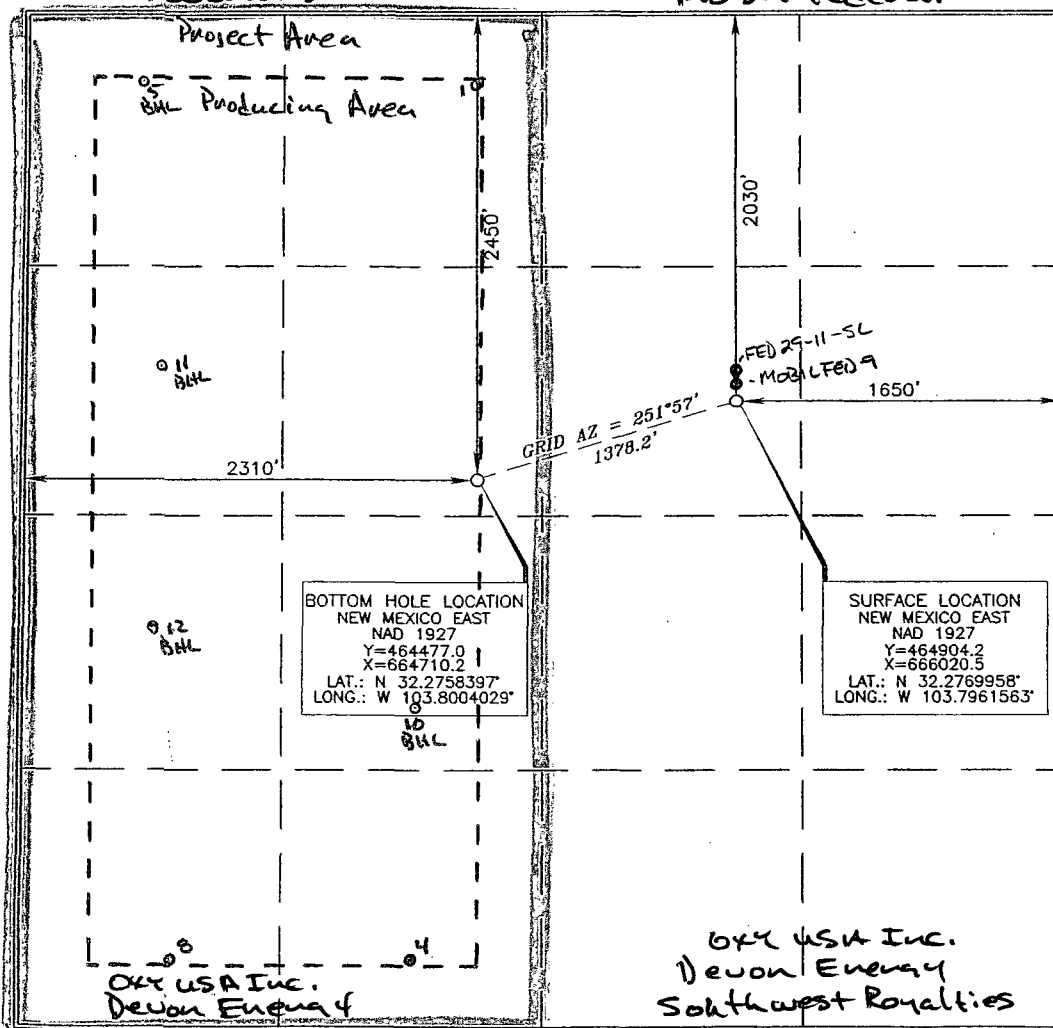 Project Area
5
BHL
Producing Area
1
2450'
2030'
11
BHL
FED 29-11-SL
MOBIL FED 9
1650'
GRID AZ = 251°57'
1378.2'
2310'
12
BHL
BOTTOM HOLE LOCATION
NEW MEXICO EAST
NAD 1927
Y=464477.0
X=664710.2
LAT.: N 32.2758397°
LONG.: W 103.8004029°
SURFACE LOCATION
NEW MEXICO EAST
NAD 1927
Y=464904.2
X=666020.5
LAT.: N 32.2769958°
LONG.: W 103.7961563°
10
BHL
8
4
OXY USA Inc.
Devon Energy
OXY USA Inc.
Devon Energy
Southwest Royalties